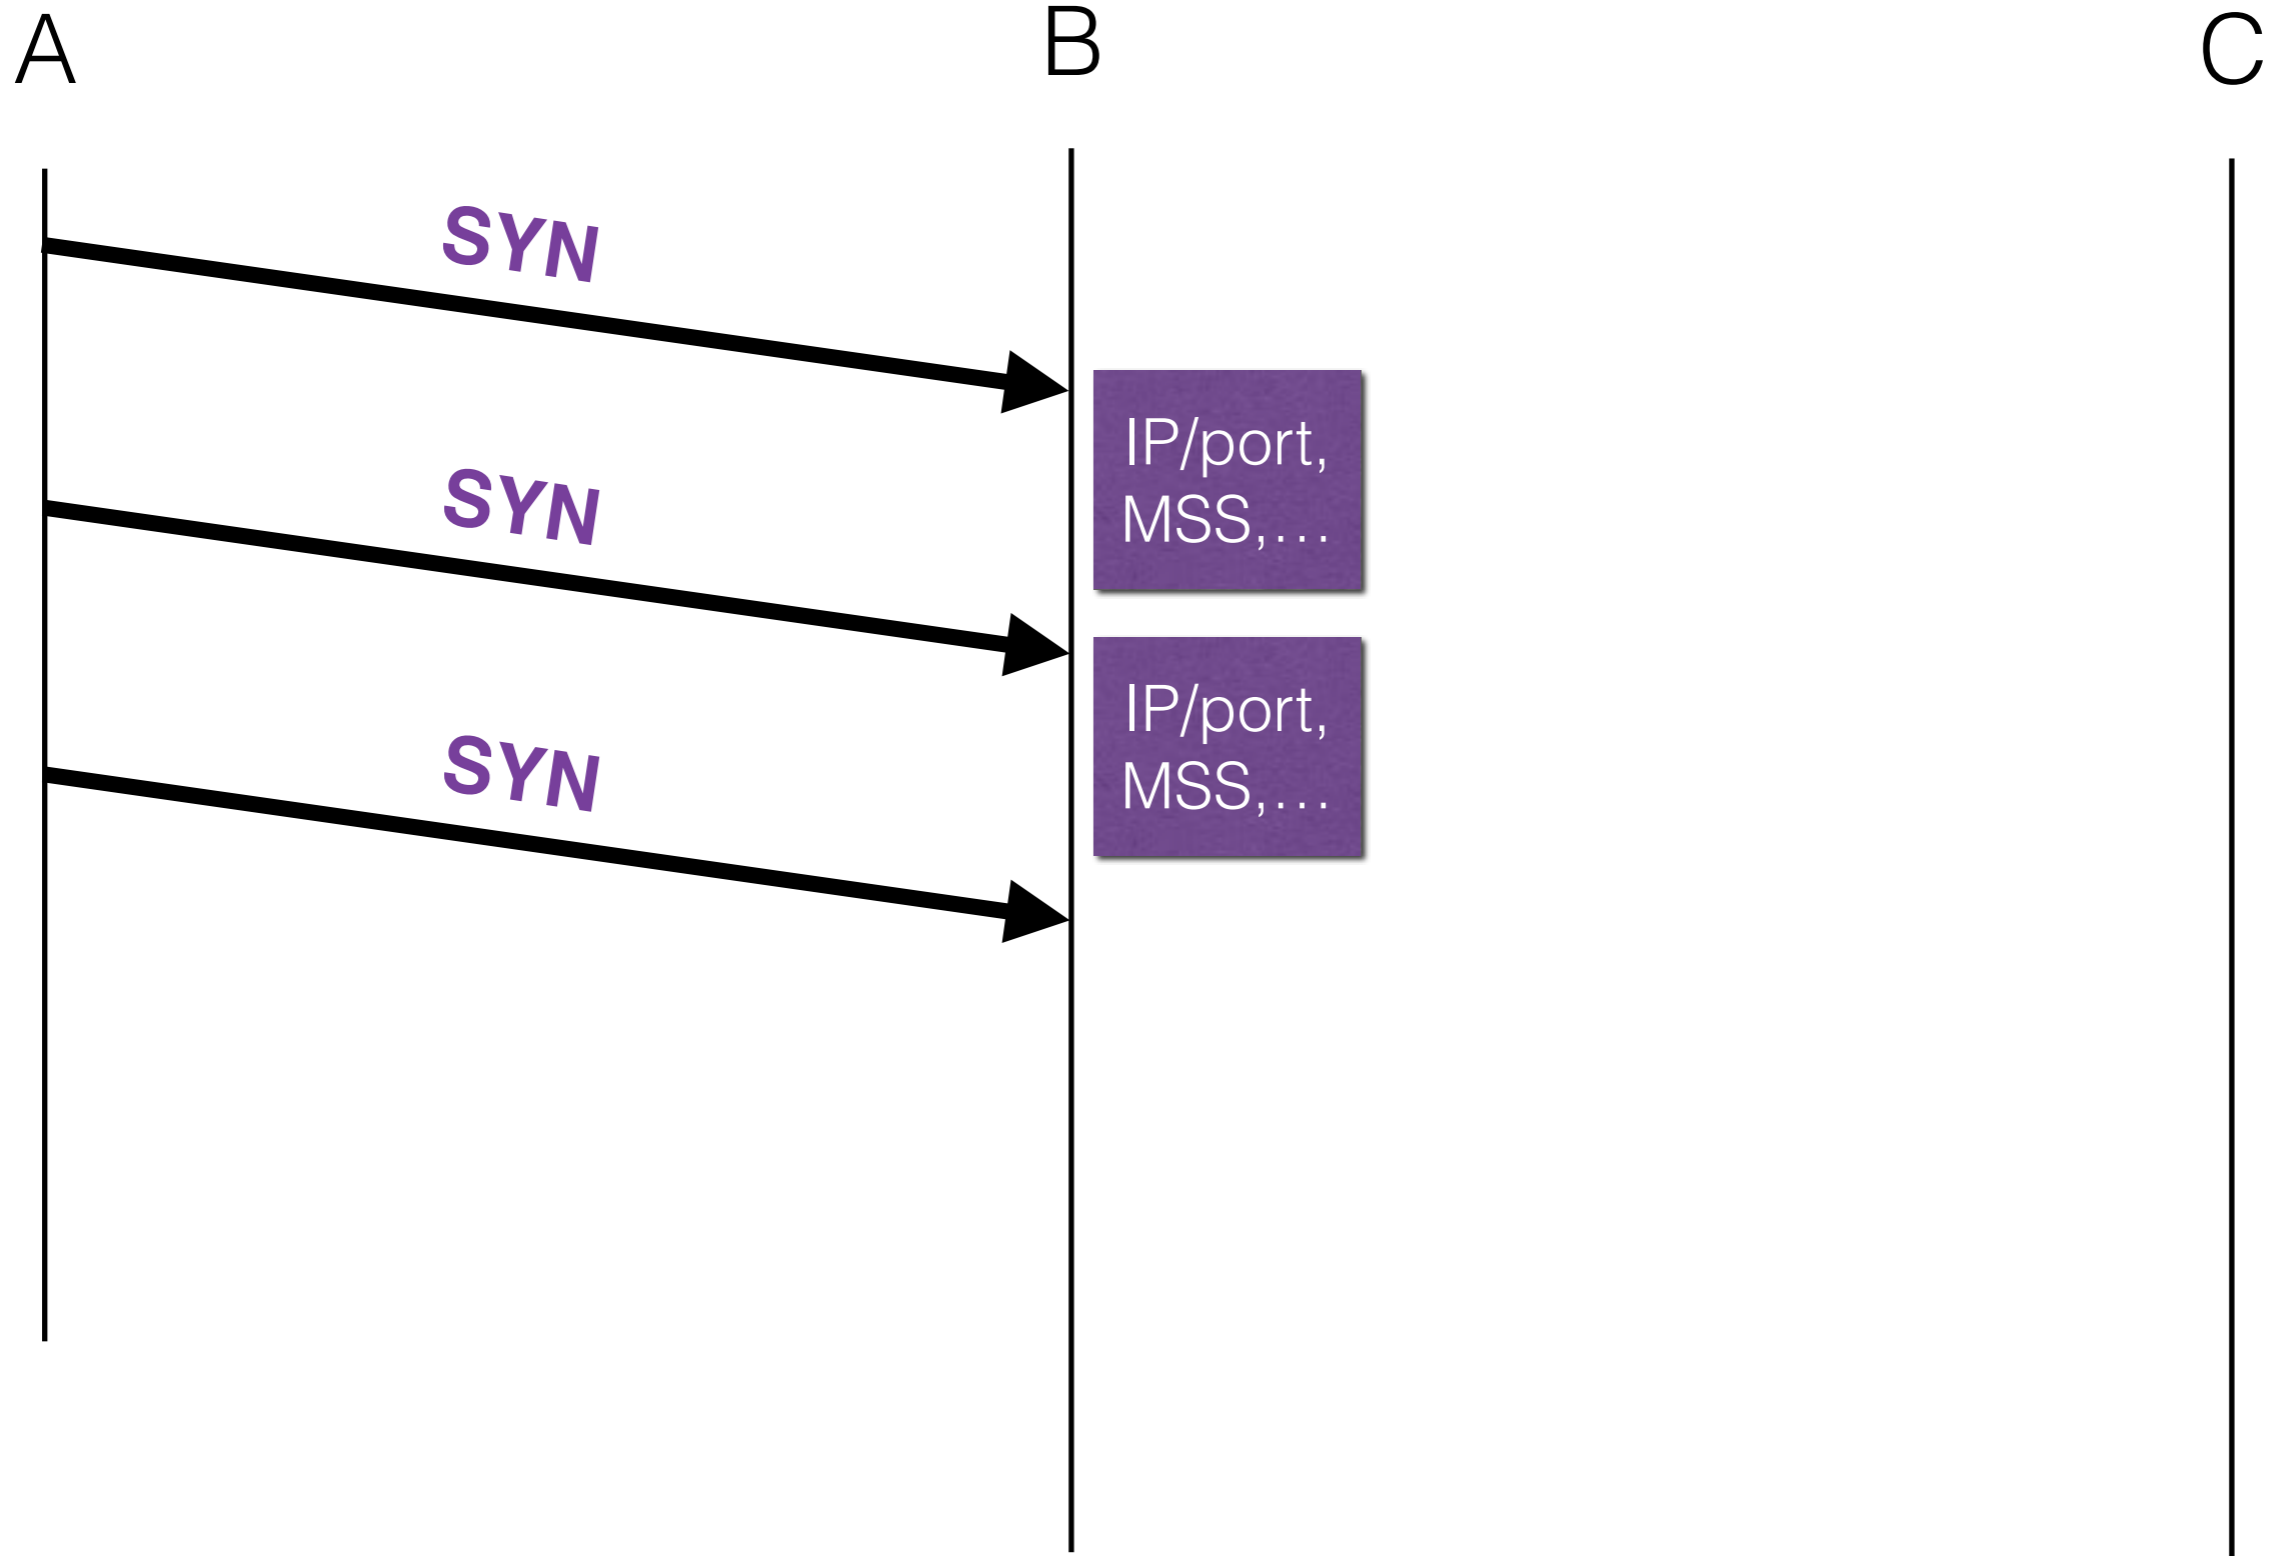 A
B
C
SYN
IP/port,
MSS,…
SYN
IP/port,
MSS,…
SYN